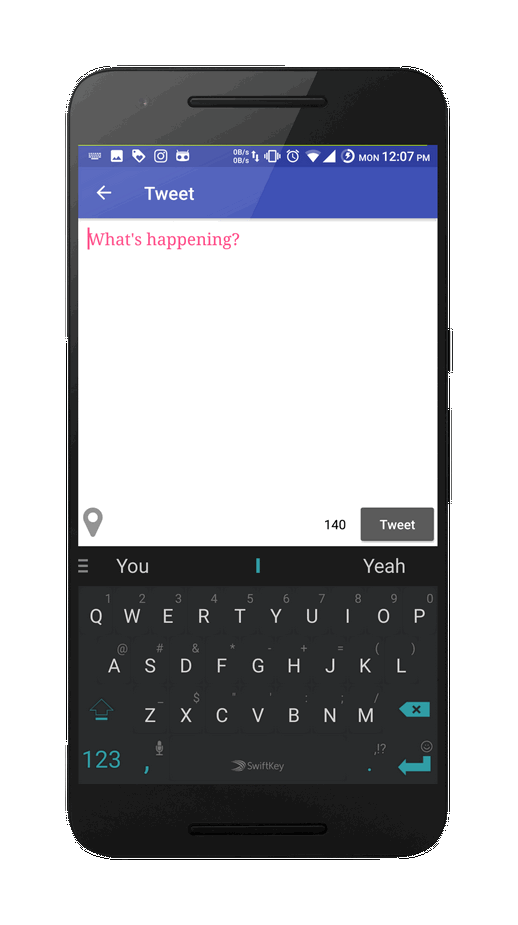 0B/s
0B/s
MON 12:07 PM
Tweet
What's happening?
140 Tweet
You I Yeah
1 2 3 4 5 6 7 8 9 0
Q W E R T Y U I O P
@ # & * - + = ( )
A S D F G H J K L
_ $ " ' : ; /
Z X C V B N M
,!?
123 , SwiftKey .